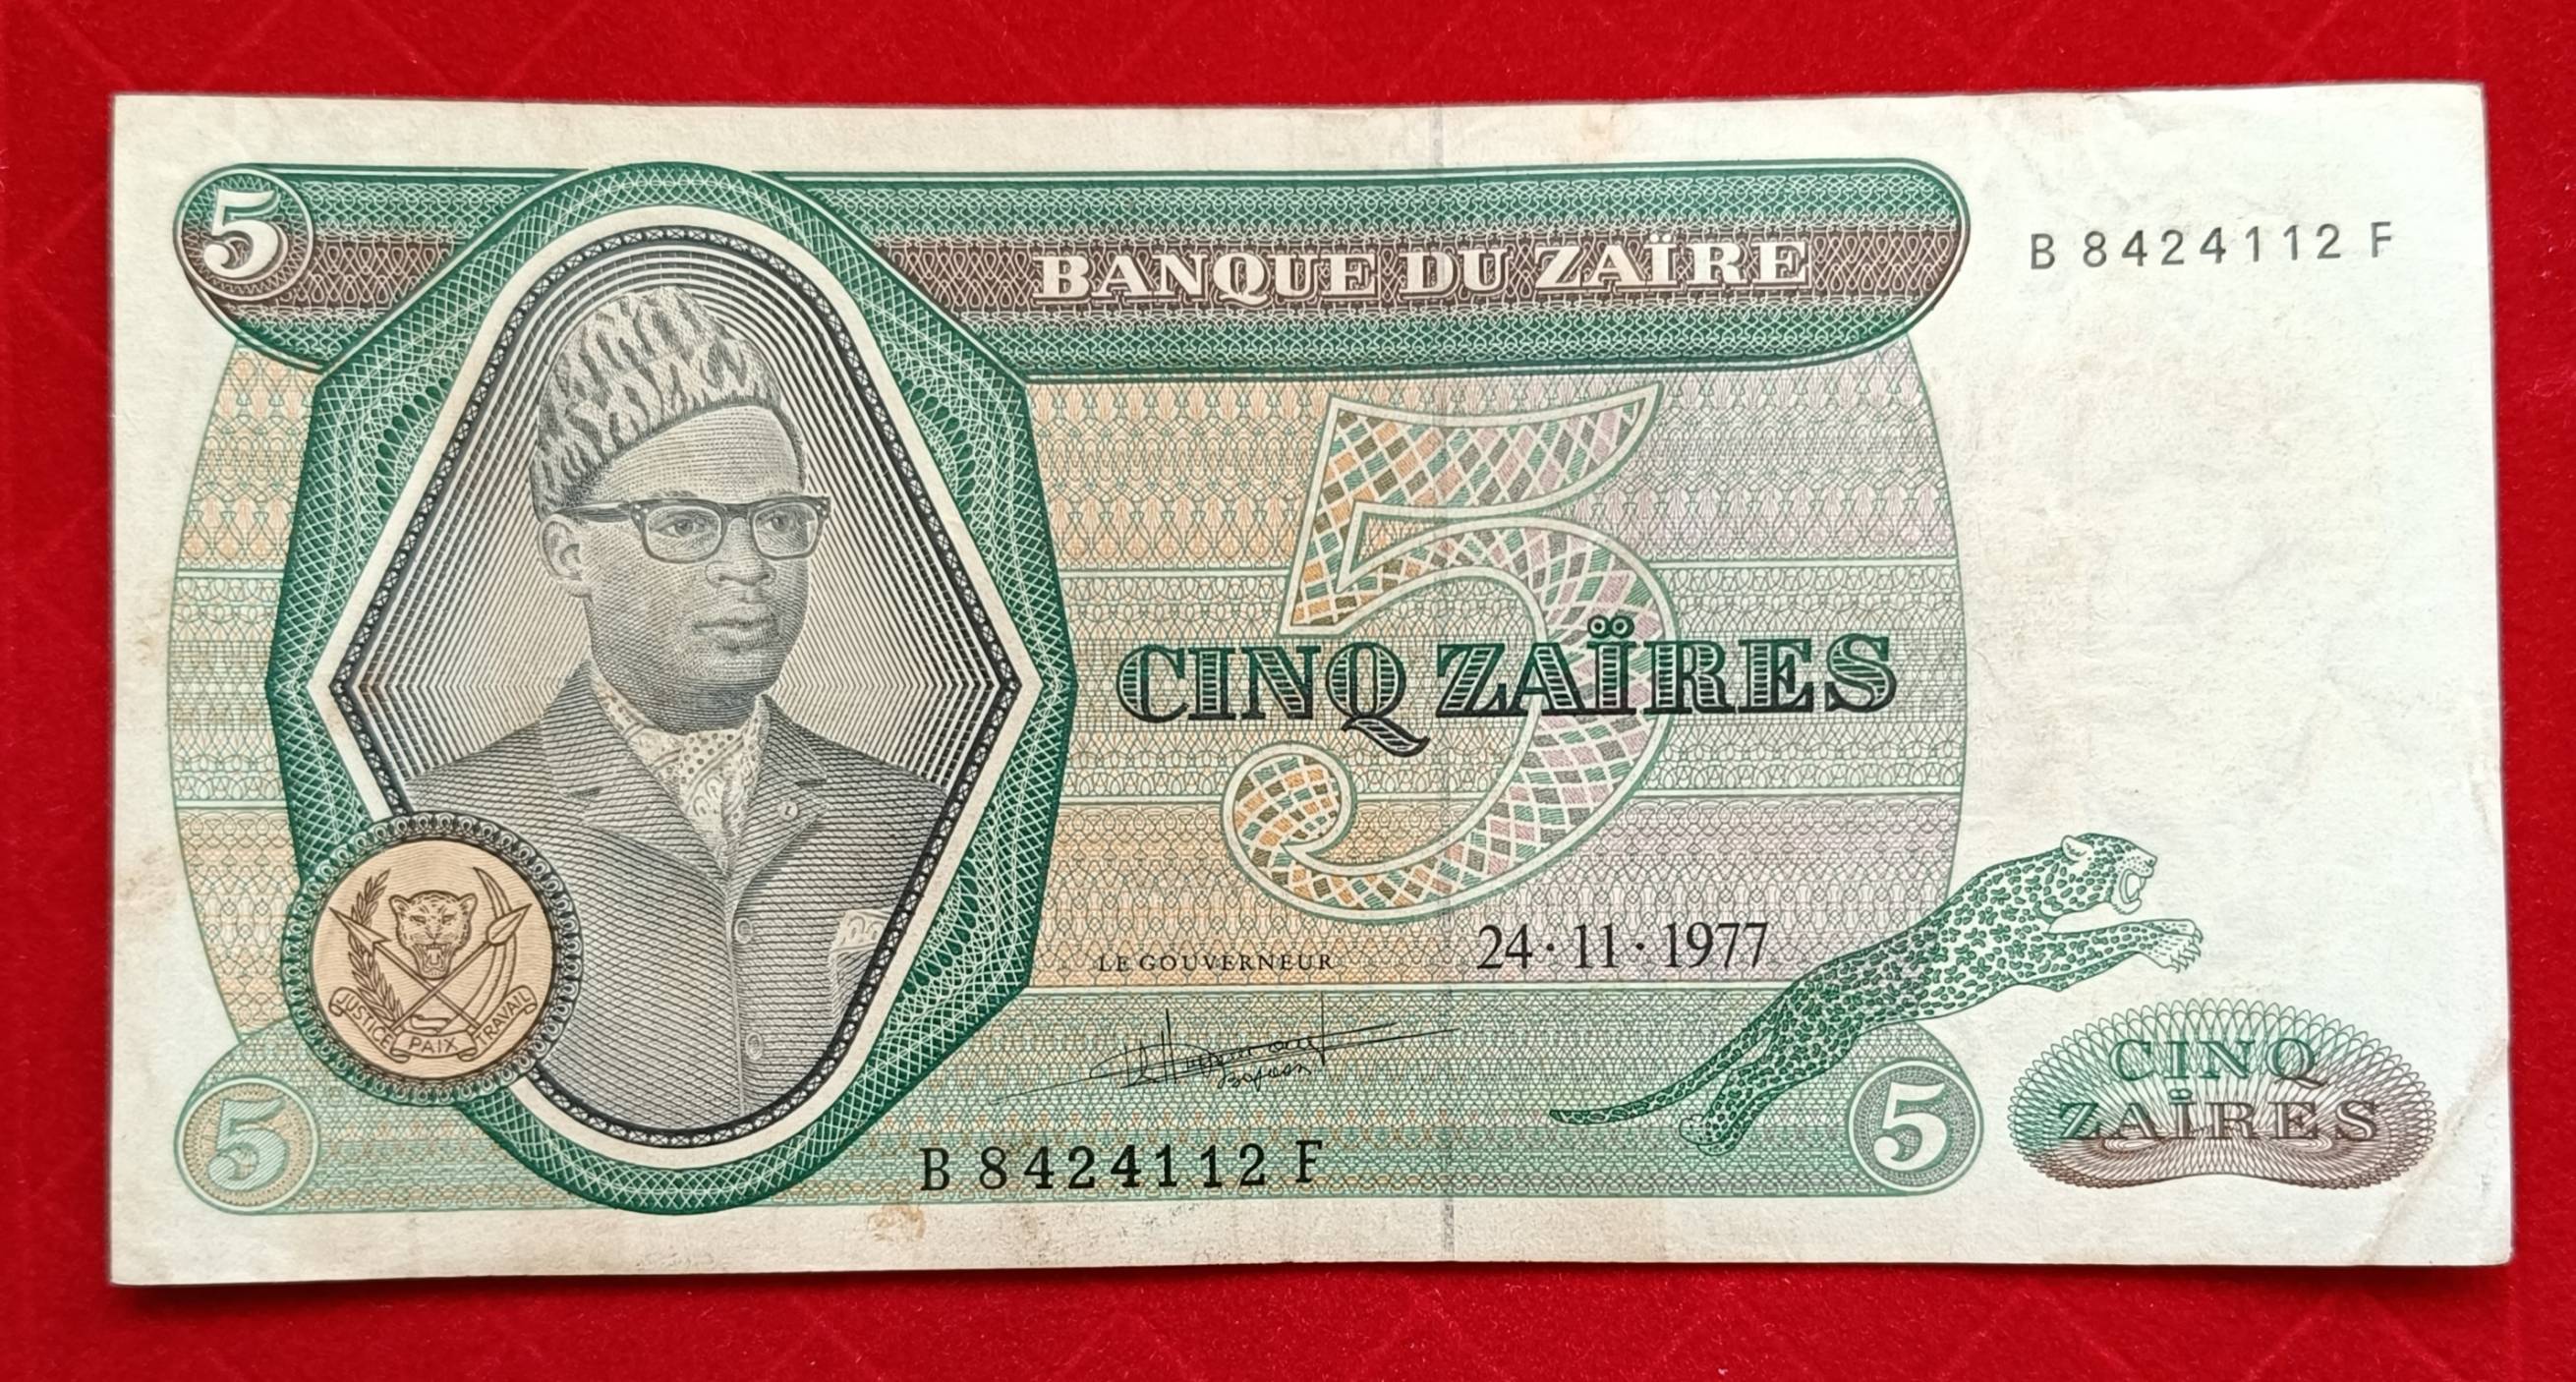 5
BANQUE DU ZAÏRE
B 8424112 F
5
CINQ ZAÏRES
LE GOUVERNEUR
24·11·1977
JUSTICE PAIX TRAVAIL
5
B 8424112 F
5
CINQ
ZAÏRES